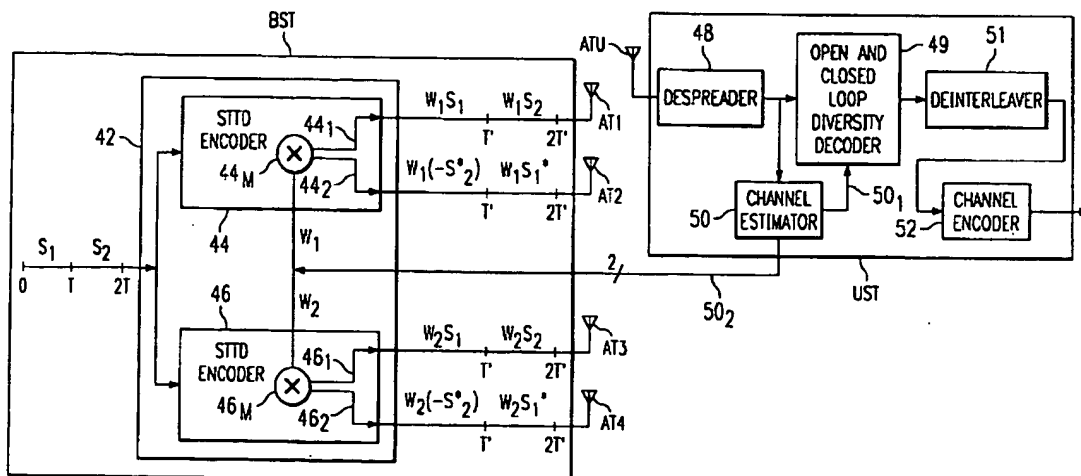 BST
42
STTD
ENCODER
44M
44
44₁
44₂
W₁S₁
W₁S₂
T'
2T'
AT1
W₁(-S*₂)
W₁S₁*
T'
2T'
AT2
S₁
S₂
0
T
2T
W₁
W₂
2
50₂
46
STTD
ENCODER
46M
46₁
46₂
W₂S₁
W₂S₂
T'
2T'
AT3
W₂(-S*₂)
W₂S₁*
T'
2T'
AT4
ATU
48
DESPREADER
OPEN AND
CLOSED
LOOP
DIVERSITY
DECODER
49
51
DEINTERLEAVER
50
CHANNEL
ESTIMATOR
50₁
52
CHANNEL
ENCODER
UST